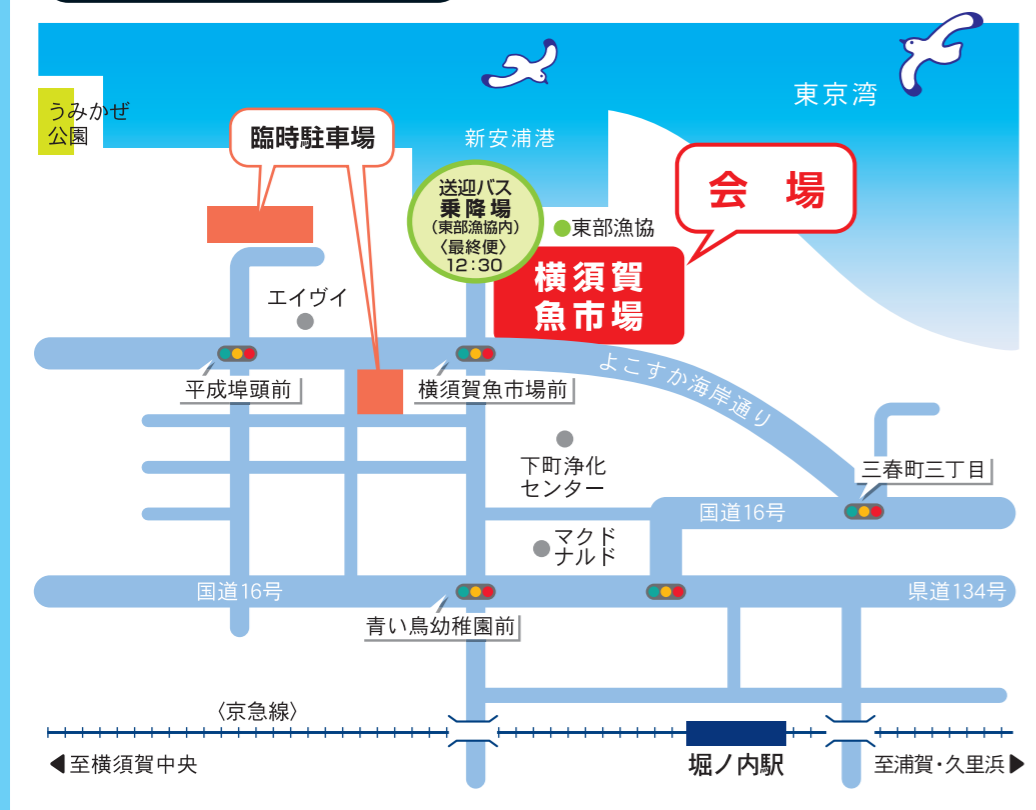 東京湾
うみかぜ
公園
臨時駐車場
新安浦港
会場
送迎バス
乗降場
（東部漁協内）
〈最終便〉
12：30
東部漁協
横須賀
魚市場
エイヴイ
平成埠頭前
横須賀魚市場前
よこすか海岸通り
下町浄化
センター
三春町三丁目
国道16号
マクド
ナルド
国道16号
県道134号
青い鳥幼稚園前
〈京急線〉
◀至横須賀中央
堀ノ内駅
至浦賀・久里浜▶